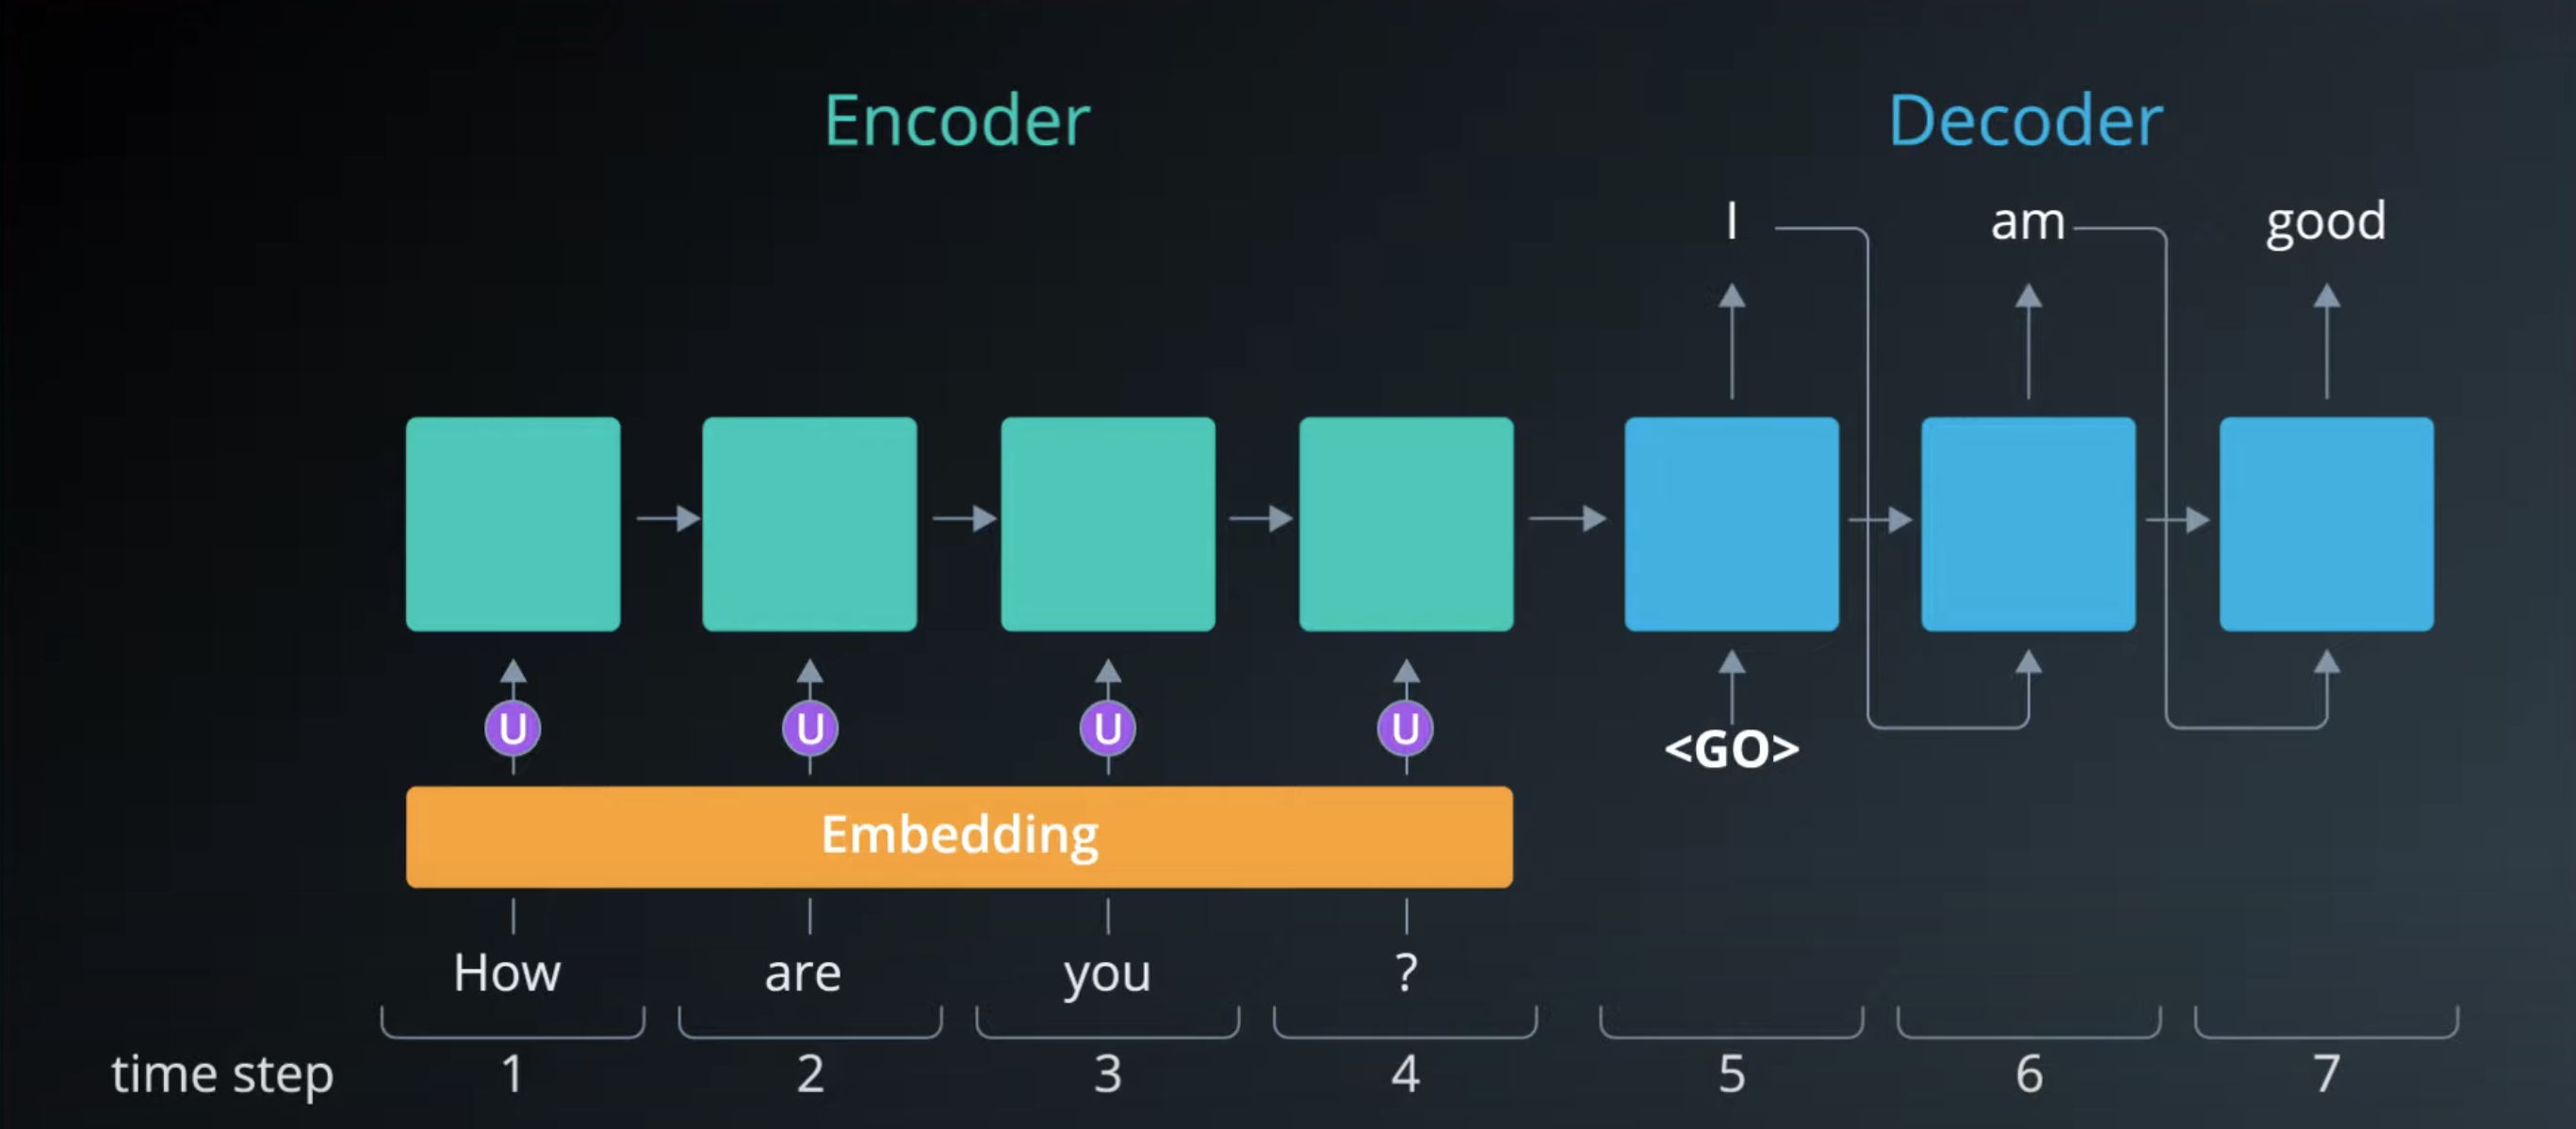 Encoder
Decoder
I am good
U U U U
<GO>
Embedding
How are you ?
time step 1 2 3 4 5 6 7